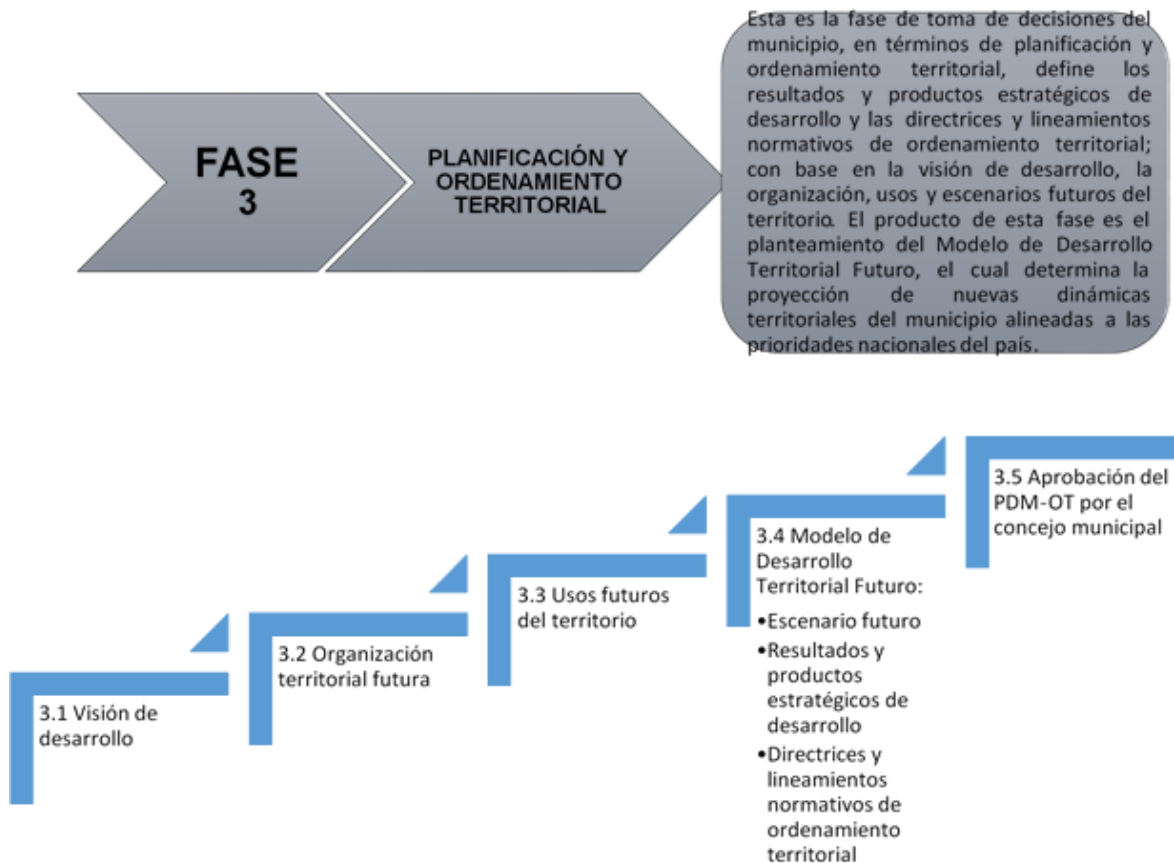 FASE
3
PLANIFICACIÓN Y
ORDENAMIENTO
TERRITORIAL
Esta es la fase de toma de decisiones del
municipio, en términos de planificación y
ordenamiento territorial, define los
resultados y productos estratégicos de
desarrollo y las directrices y lineamientos
normativos de ordenamiento territorial;
con base en la visión de desarrollo, la
organización, usos y escenarios futuros del
territorio. El producto de esta fase es el
planteamiento del Modelo de Desarrollo
Territorial Futuro, el cual determina la
proyección de nuevas dinámicas
territoriales del municipio alineadas a las
prioridades nacionales del país.
3.1 Visión de
desarrollo
3.2 Organización
territorial futura
3.3 Usos futuros
del territorio
3.4 Modelo de
Desarrollo
Territorial Futuro:
•Escenario futuro
•Resultados y
productos
estratégicos de
desarrollo
•Directrices y
lineamientos
normativos de
ordenamiento
territorial
3.5 Aprobación del
PDM-OT por el
concejo municipal